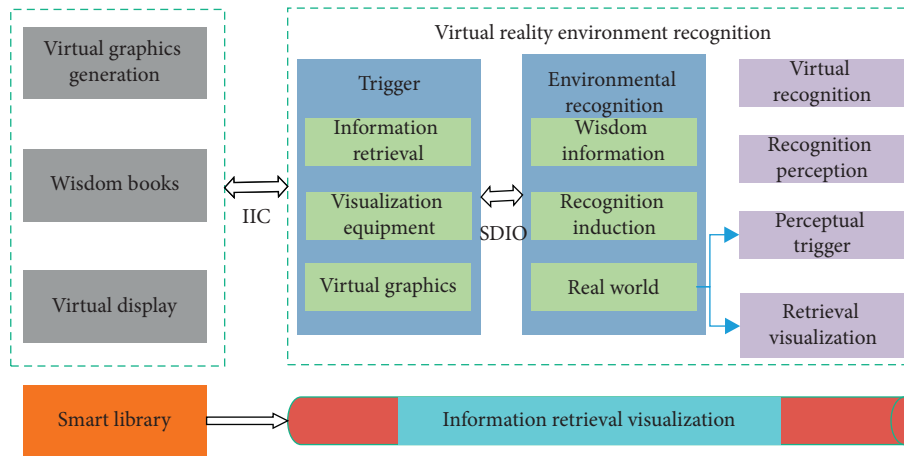 Virtual graphics
generation
Wisdom books
Virtual display
IIC
Virtual reality environment recognition
Trigger
Information
retrieval
Visualization
equipment
Virtual graphics
SDIO
Environmental
recognition
Wisdom
information
Recognition
induction
Real world
Virtual
recognition
Recognition
perception
Perceptual
trigger
Retrieval
visualization
Smart library
Information retrieval visualization